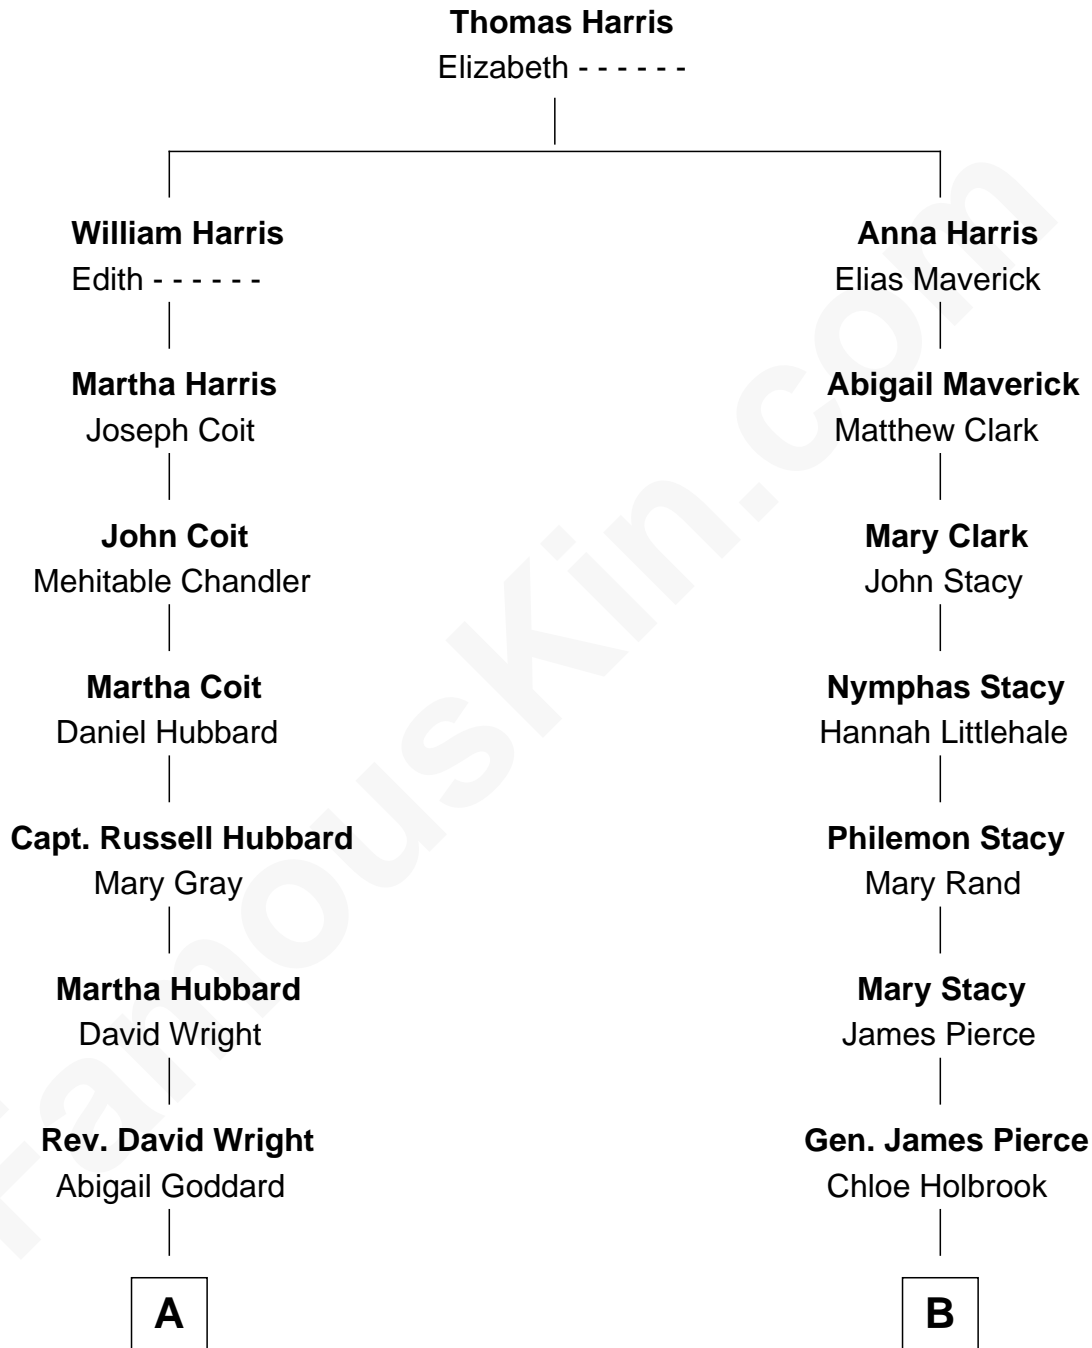 Thomas Harris
Elizabeth - - - - - -
William Harris
Edith - - - - - -
Anna Harris
Elias Maverick
Martha Harris
Joseph Coit
Abigail Maverick
Matthew Clark
John Coit
Mehitable Chandler
Mary Clark
John Stacy
Martha Coit
Daniel Hubbard
Nymphas Stacy
Hannah Littlehale
Capt. Russell Hubbard
Mary Gray
Philemon Stacy
Mary Rand
Martha Hubbard
David Wright
Mary Stacy
James Pierce
Rev. David Wright
Abigail Goddard
Gen. James Pierce
Chloe Holbrook
A
B
FamousKin.com